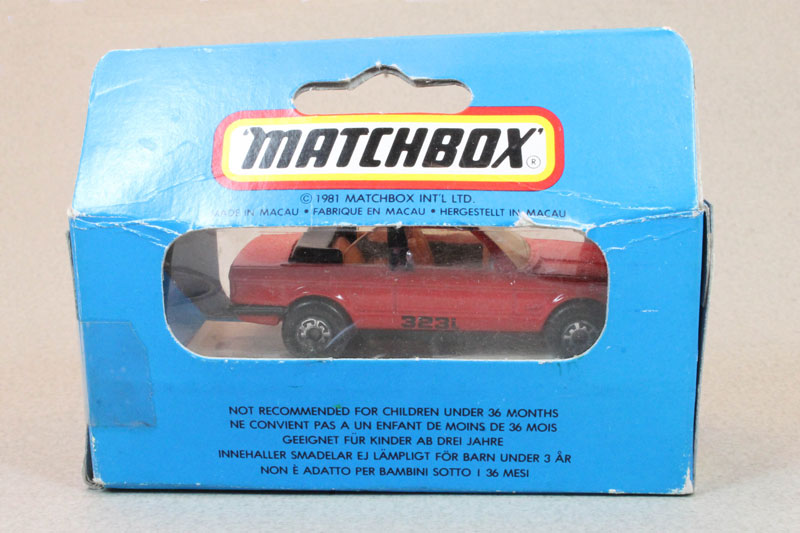 MATCHBOX®
© 1981 MATCHBOX INT'L LTD.
MADE IN MACAU • FABRIQUE EN MACAU • HERGESTELLT IN MACAU
323i
NOT RECOMMENDED FOR CHILDREN UNDER 36 MONTHS
NE CONVIENT PAS A UN ENFANT DE MOINS DE 36 MOIS
GEEIGNET FÜR KINDER AB DREI JAHRE
INNEHALLER SMADELAR EJ LÄMPLIGT FÖR BARN UNDER 3 ÅR
NON È ADATTO PER BAMBINI SOTTO I 36 MESI